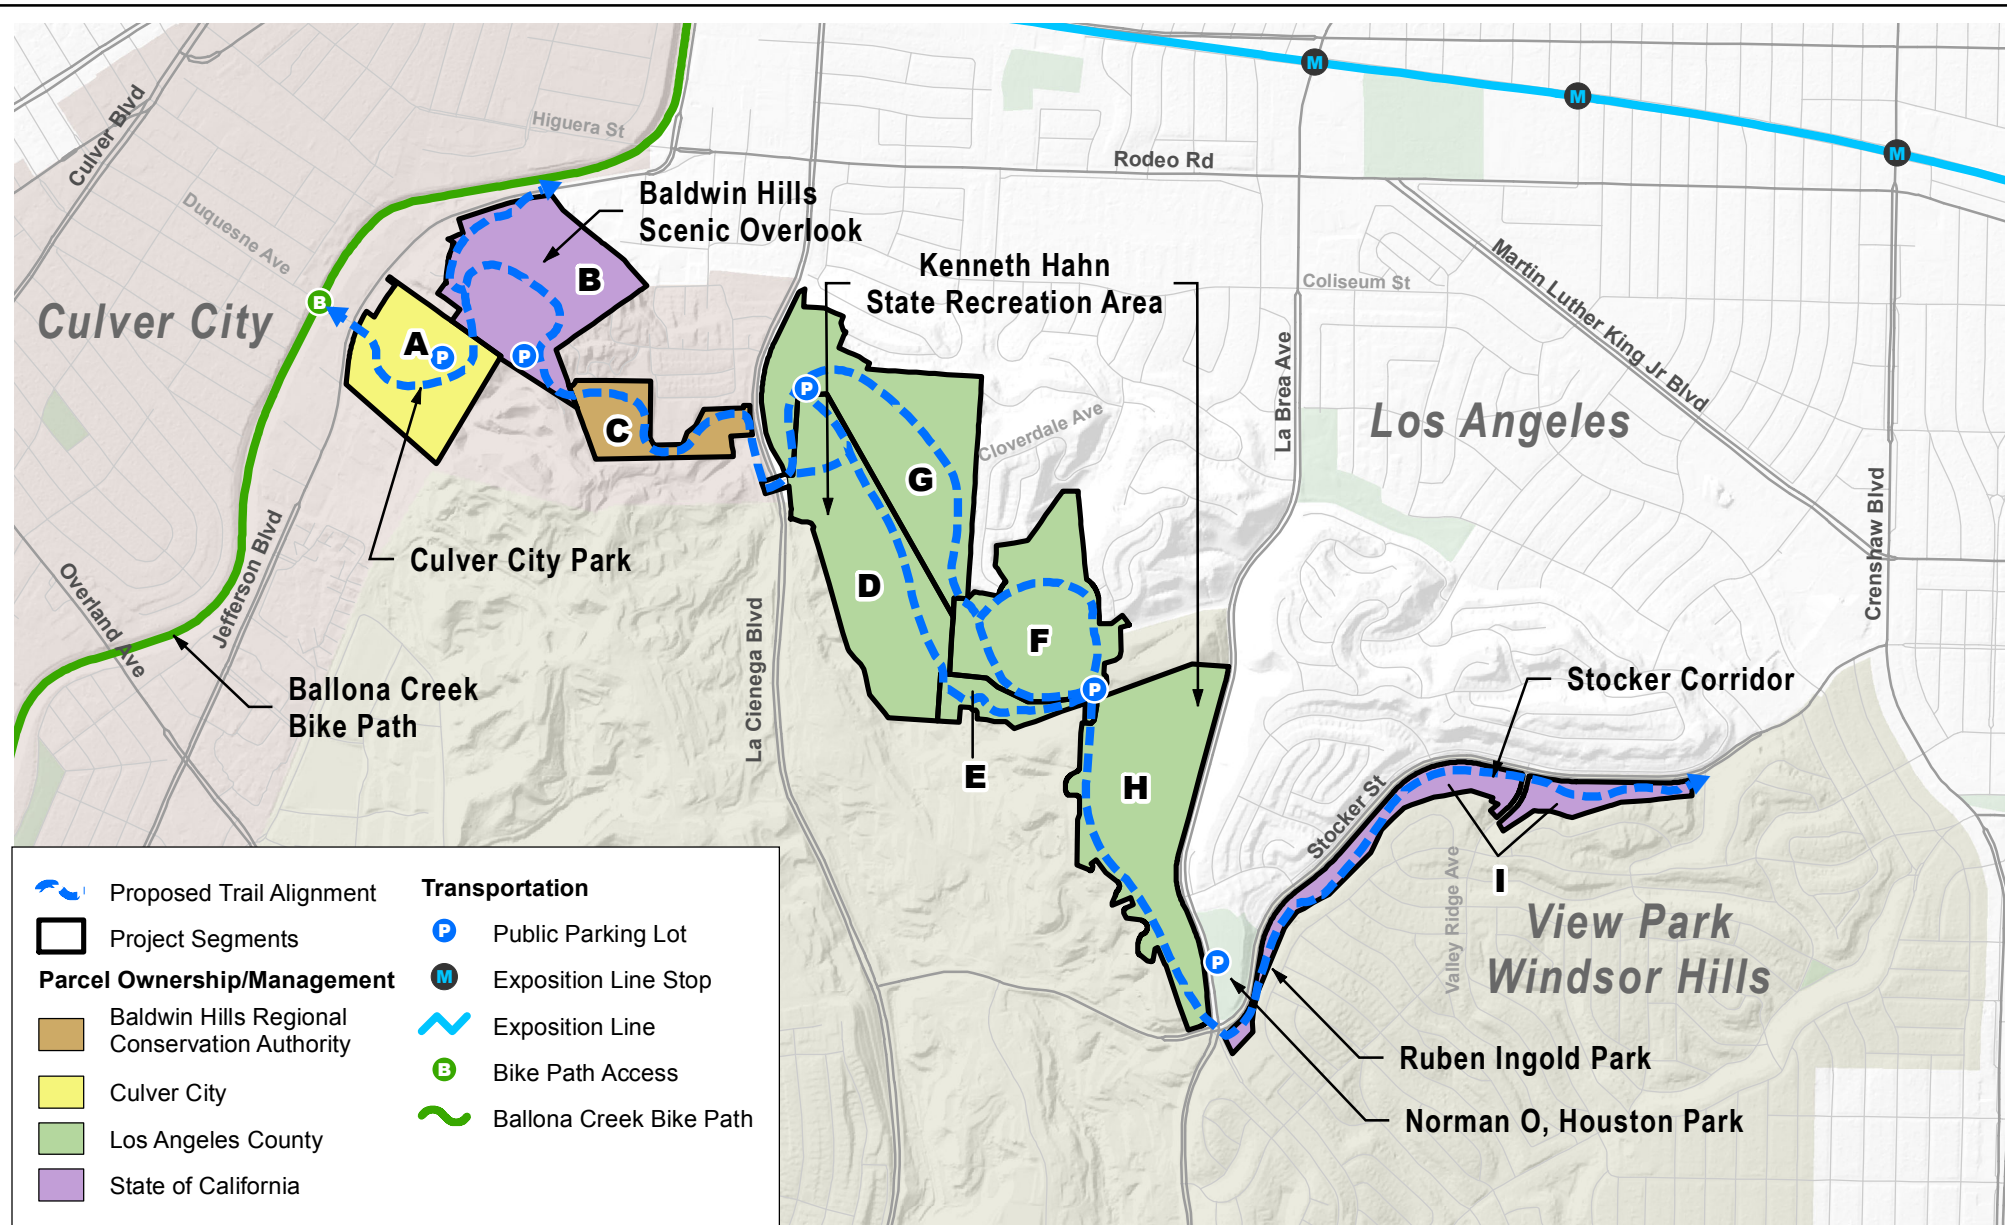 Culver Blvd
Higuera St
Duquesne Ave
Rodeo Rd
M
M
M
Baldwin Hills
Scenic Overlook
Kenneth Hahn
State Recreation Area
Coliseum St
Martin Luther King Jr Blvd
Culver City
B
A
P
P
B
C
P
G
Cloverdale Ave
La Brea Ave
Los Angeles
Crenshaw Blvd
Culver City Park
Jefferson Blvd
Overland Ave
D
F
La Cienega Blvd
Ballona Creek
Bike Path
P
E
H
Stocker Corridor
Stocker St
I
Valley Ridge Ave
View Park
Windsor Hills
P
Ruben Ingold Park
Norman O, Houston Park
Proposed Trail Alignment
Project Segments
Parcel Ownership/Management
Baldwin Hills Regional
Conservation Authority
Culver City
Los Angeles County
State of California
Transportation
P Public Parking Lot
M Exposition Line Stop
Exposition Line
B Bike Path Access
Ballona Creek Bike Path